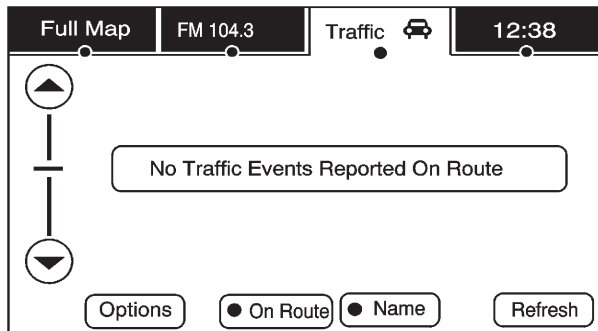 Full Map FM 104.3 Traffic 12:38
No Traffic Events Reported On Route
Options On Route Name Refresh